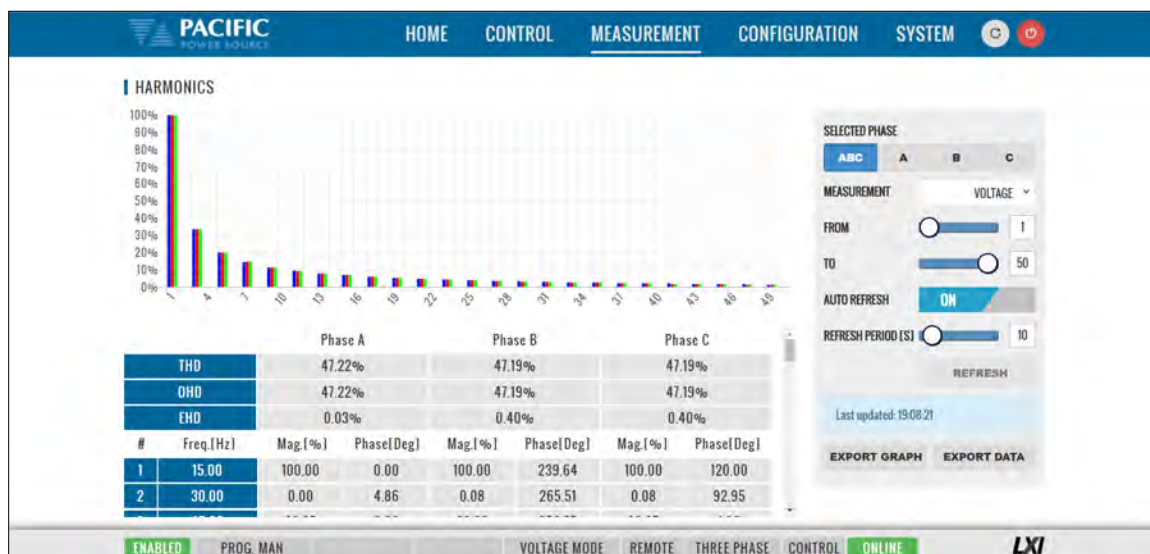 PACIFIC
POWER SOURCE
HOME CONTROL MEASUREMENT CONFIGURATION SYSTEM
HARMONICS
100%
90%
80%
70%
60%
50%
40%
30%
20%
10%
0%
1 4 7 10 13 16 19 22 25 28 31 34 37 40 43 46 49
SELECTED PHASE
ABC A B C
MEASUREMENT VOLTAGE
FROM 1
TO 50
AUTO REFRESH ON
REFRESH PERIOD [S] 10
REFRESH
Last updated: 19:08:21
EXPORT GRAPH EXPORT DATA
Phase A Phase B Phase C
THD 47.22% 47.19% 47.19%
OHD 47.22% 47.19% 47.19%
EHD 0.03% 0.40% 0.40%
# Freq.[Hz] Mag.[%] Phase[Deg] Mag.[%] Phase[Deg] Mag.[%] Phase[Deg]
1 15.00 100.00 0.00 100.00 239.64 100.00 120.00
2 30.00 0.00 4.86 0.08 265.51 0.08 92.95
ENABLED PROG. MAN VOLTAGE MODE REMOTE THREE PHASE CONTROL ONLINE LXI